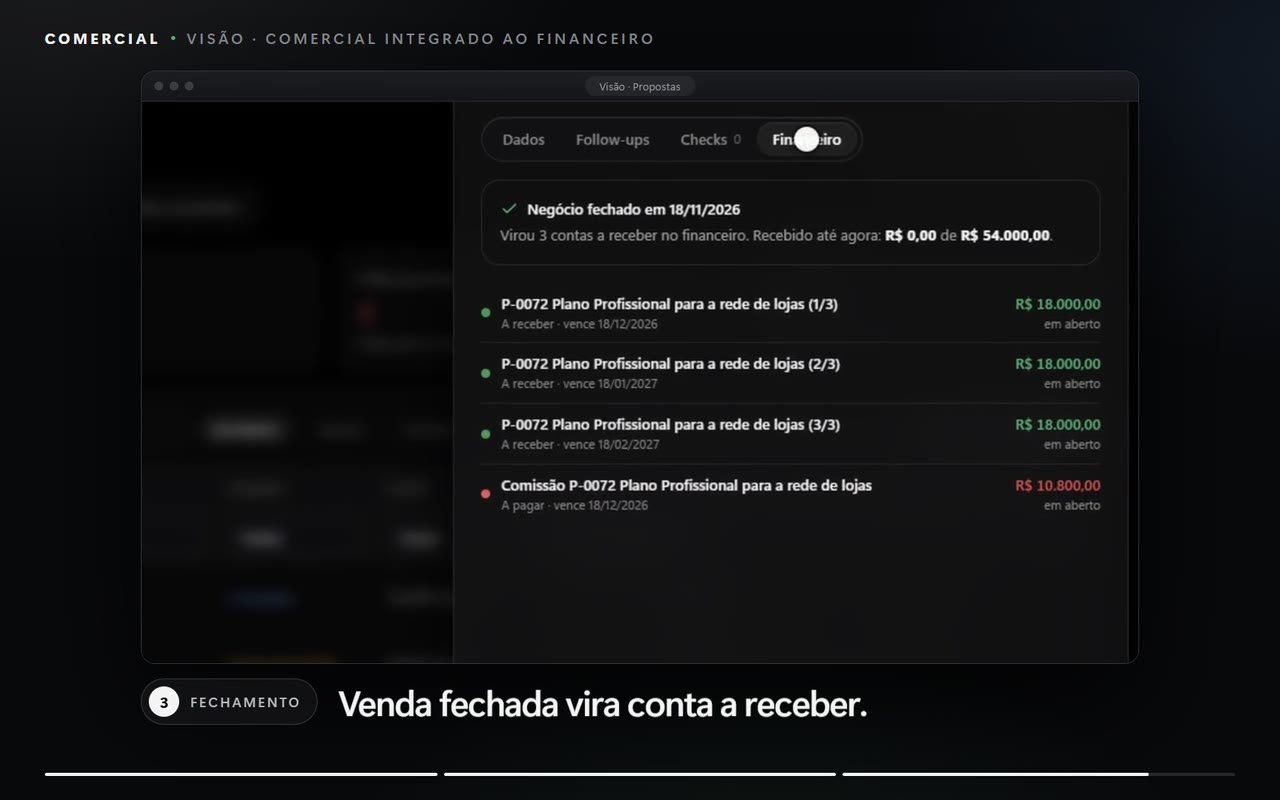 COMERCIAL • VISÃO · COMERCIAL INTEGRADO AO FINANCEIRO
Visão · Propostas
Dados Follow-ups Checks 0 Financeiro
Negócio fechado em 18/11/2026
Virou 3 contas a receber no financeiro. Recebido até agora: R$ 0,00 de R$ 54.000,00.
P-0072 Plano Profissional para a rede de lojas (1/3) R$ 18.000,00
A receber · vence 18/12/2026 em aberto
P-0072 Plano Profissional para a rede de lojas (2/3) R$ 18.000,00
A receber · vence 18/01/2027 em aberto
P-0072 Plano Profissional para a rede de lojas (3/3) R$ 18.000,00
A receber · vence 18/02/2027 em aberto
Comissão P-0072 Plano Profissional para a rede de lojas R$ 10.800,00
A pagar · vence 18/12/2026 em aberto
3 FECHAMENTO Venda fechada vira conta a receber.